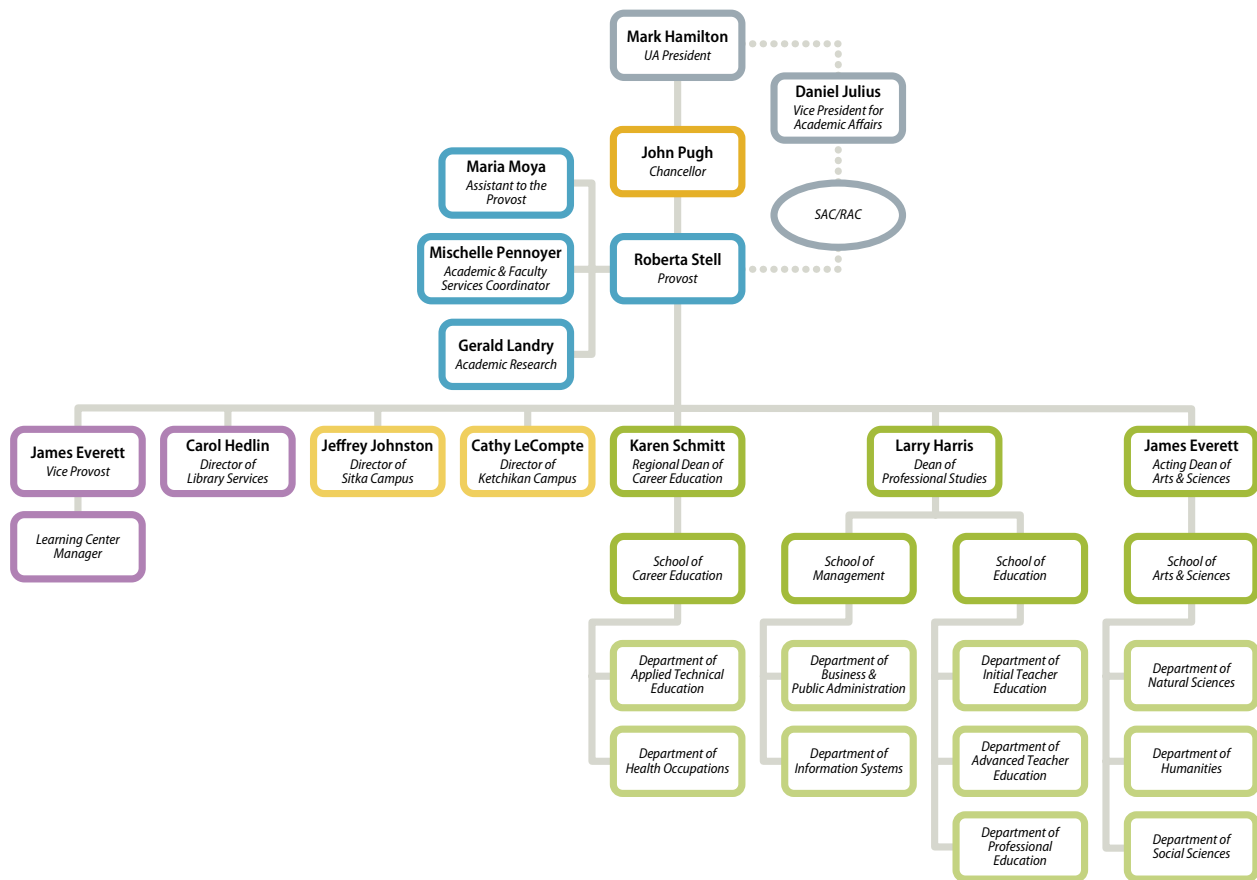 Mark Hamilton
UA President
Daniel Julius
Vice President for
Academic Affairs
John Pugh
Chancellor
Maria Moya
Assistant to the
Provost
SAC/RAC
Mischelle Pennoyer
Academic & Faculty
Services Coordinator
Roberta Stell
Provost
Gerald Landry
Academic Research
James Everett
Vice Provost
Carol Hedlin
Director of
Library Services
Jeffrey Johnston
Director of
Sitka Campus
Cathy LeCompte
Director of
Ketchikan Campus
Karen Schmitt
Regional Dean of
Career Education
Larry Harris
Dean of
Professional Studies
James Everett
Acting Dean of
Arts & Sciences
Learning Center
Manager
School of
Career Education
School of
Management
School of
Education
School of
Arts & Sciences
Department of
Applied Technical
Education
Department of
Business &
Public Administration
Department of
Initial Teacher
Education
Department of
Natural Sciences
Department of
Health Occupations
Department of
Information Systems
Department of
Advanced Teacher
Education
Department of
Humanities
Department of
Professional
Education
Department of
Social Sciences